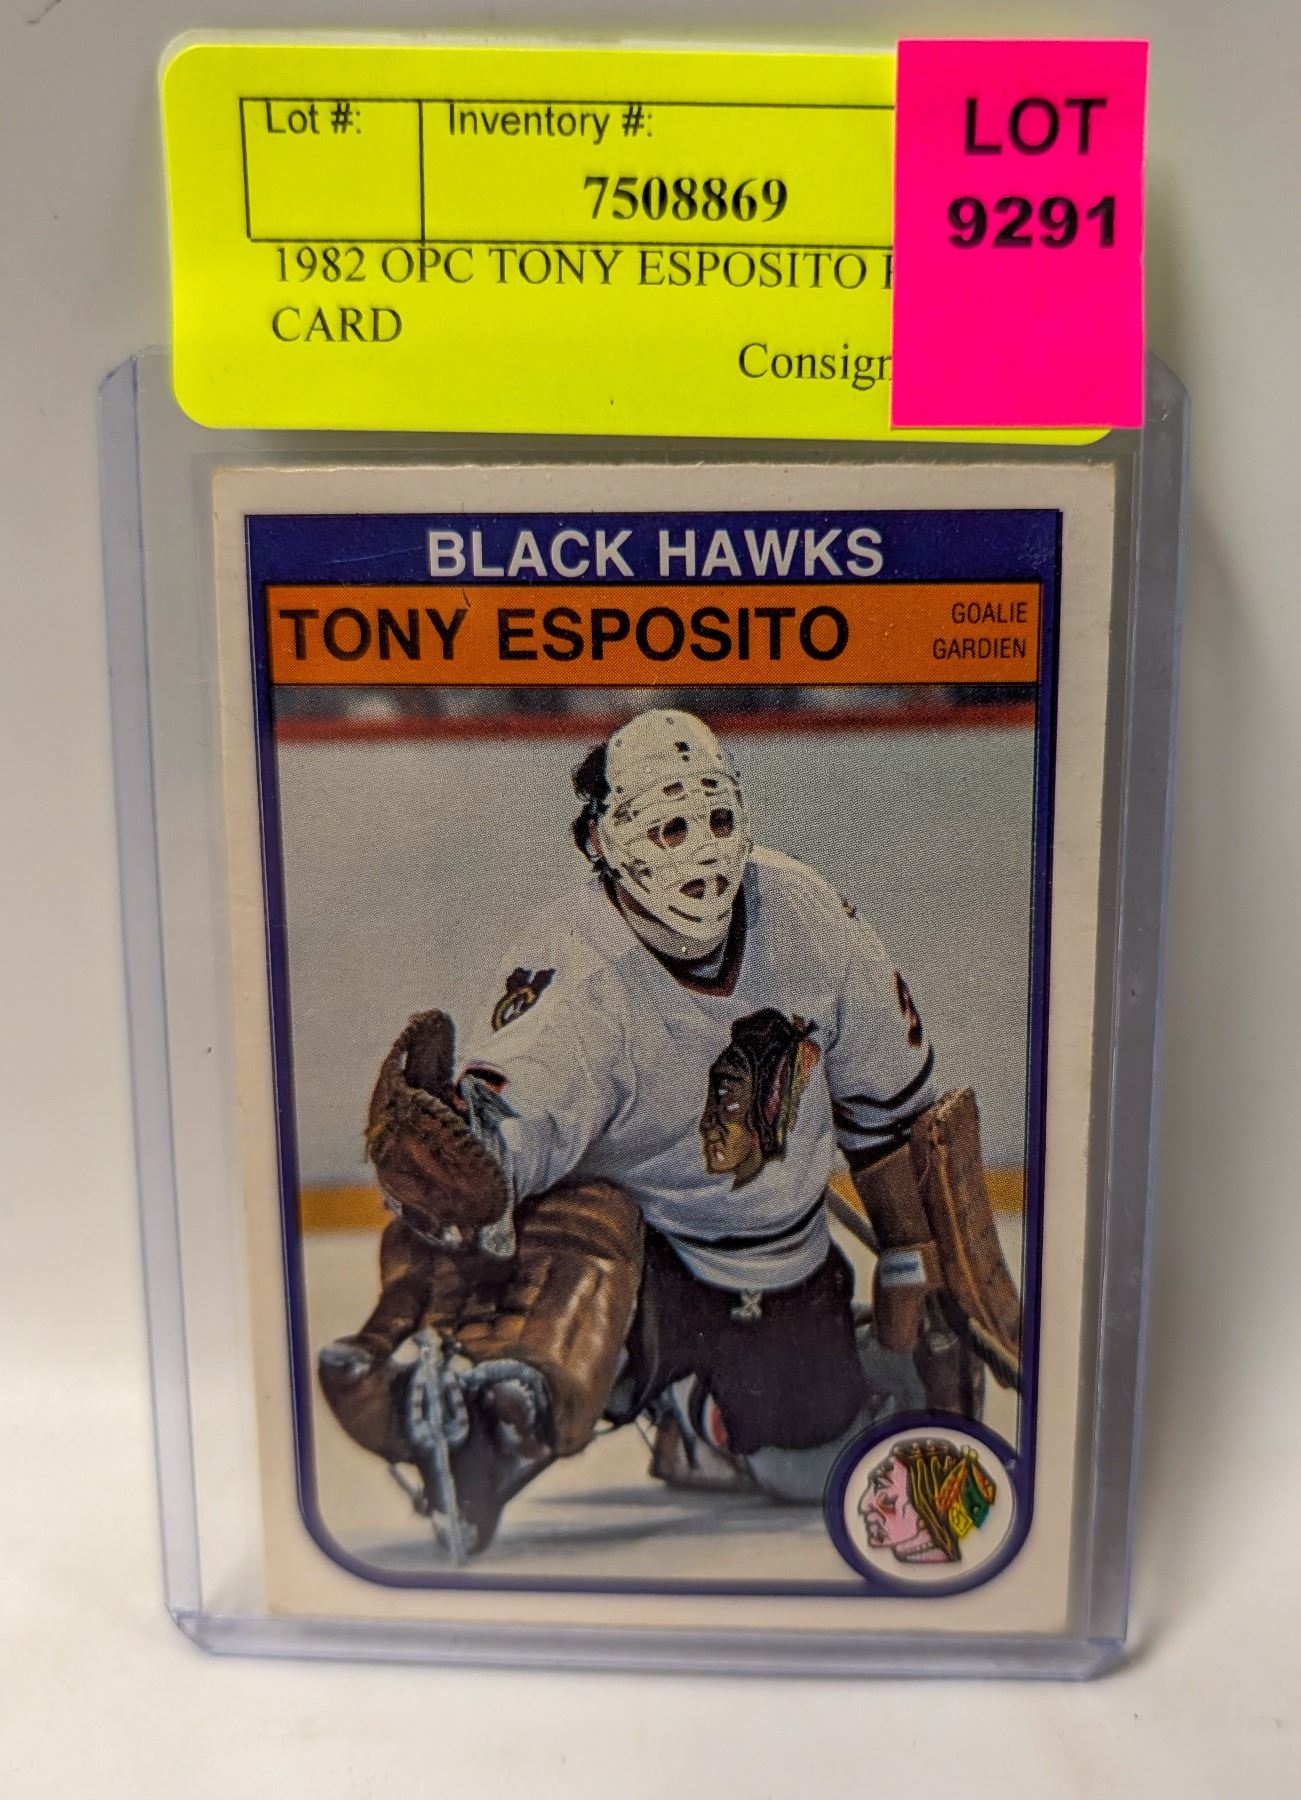 Lot #: Inventory #:
7508869
1982 OPC TONY ESPOSITO
CARD
LOT
9291
BLACK HAWKS
TONY ESPOSITO
GOALIE
GARDIEN